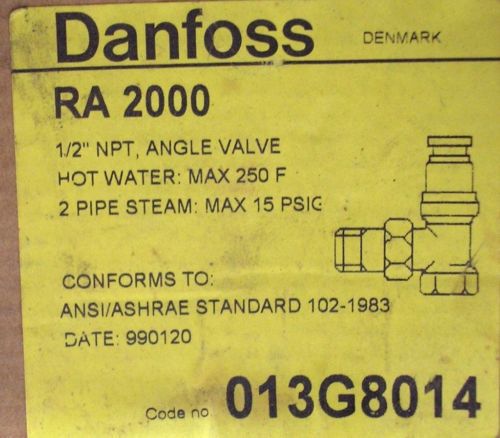 Danfoss DENMARK
RA 2000
1/2" NPT, ANGLE VALVE
HOT WATER: MAX 250 F
2 PIPE STEAM: MAX 15 PSIG
CONFORMS TO:
ANSI/ASHRAE STANDARD 102-1983
DATE: 990120
Code no. 013G8014